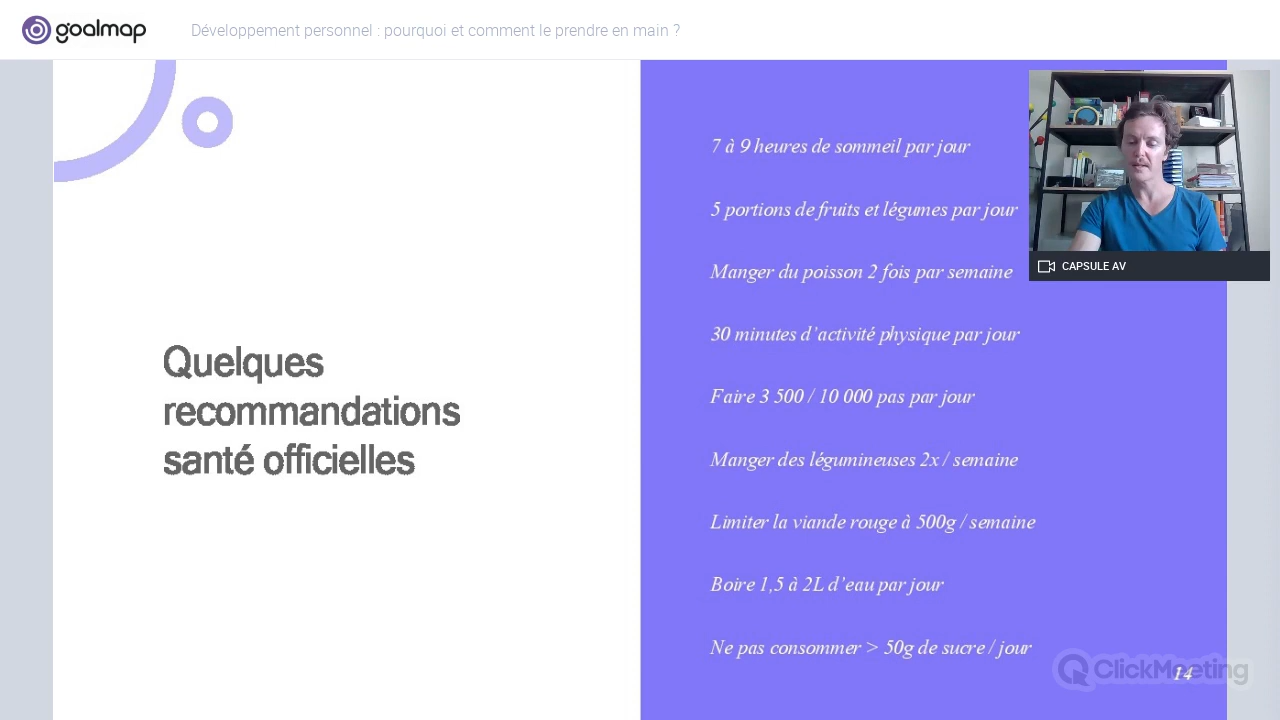 goalmap
Développement personnel : pourquoi et comment le prendre en main ?
Quelques
recommandations
santé officielles
7 à 9 heures de sommeil par jour
5 portions de fruits et légumes par jour
Manger du poisson 2 fois par semaine
30 minutes d'activité physique par jour
Faire 3 500 / 10 000 pas par jour
Manger des légumineuses 2x / semaine
Limiter la viande rouge à 500g / semaine
Boire 1,5 à 2L d'eau par jour
Ne pas consommer > 50g de sucre / jour
CAPSULE AV
ClickMeeting
14